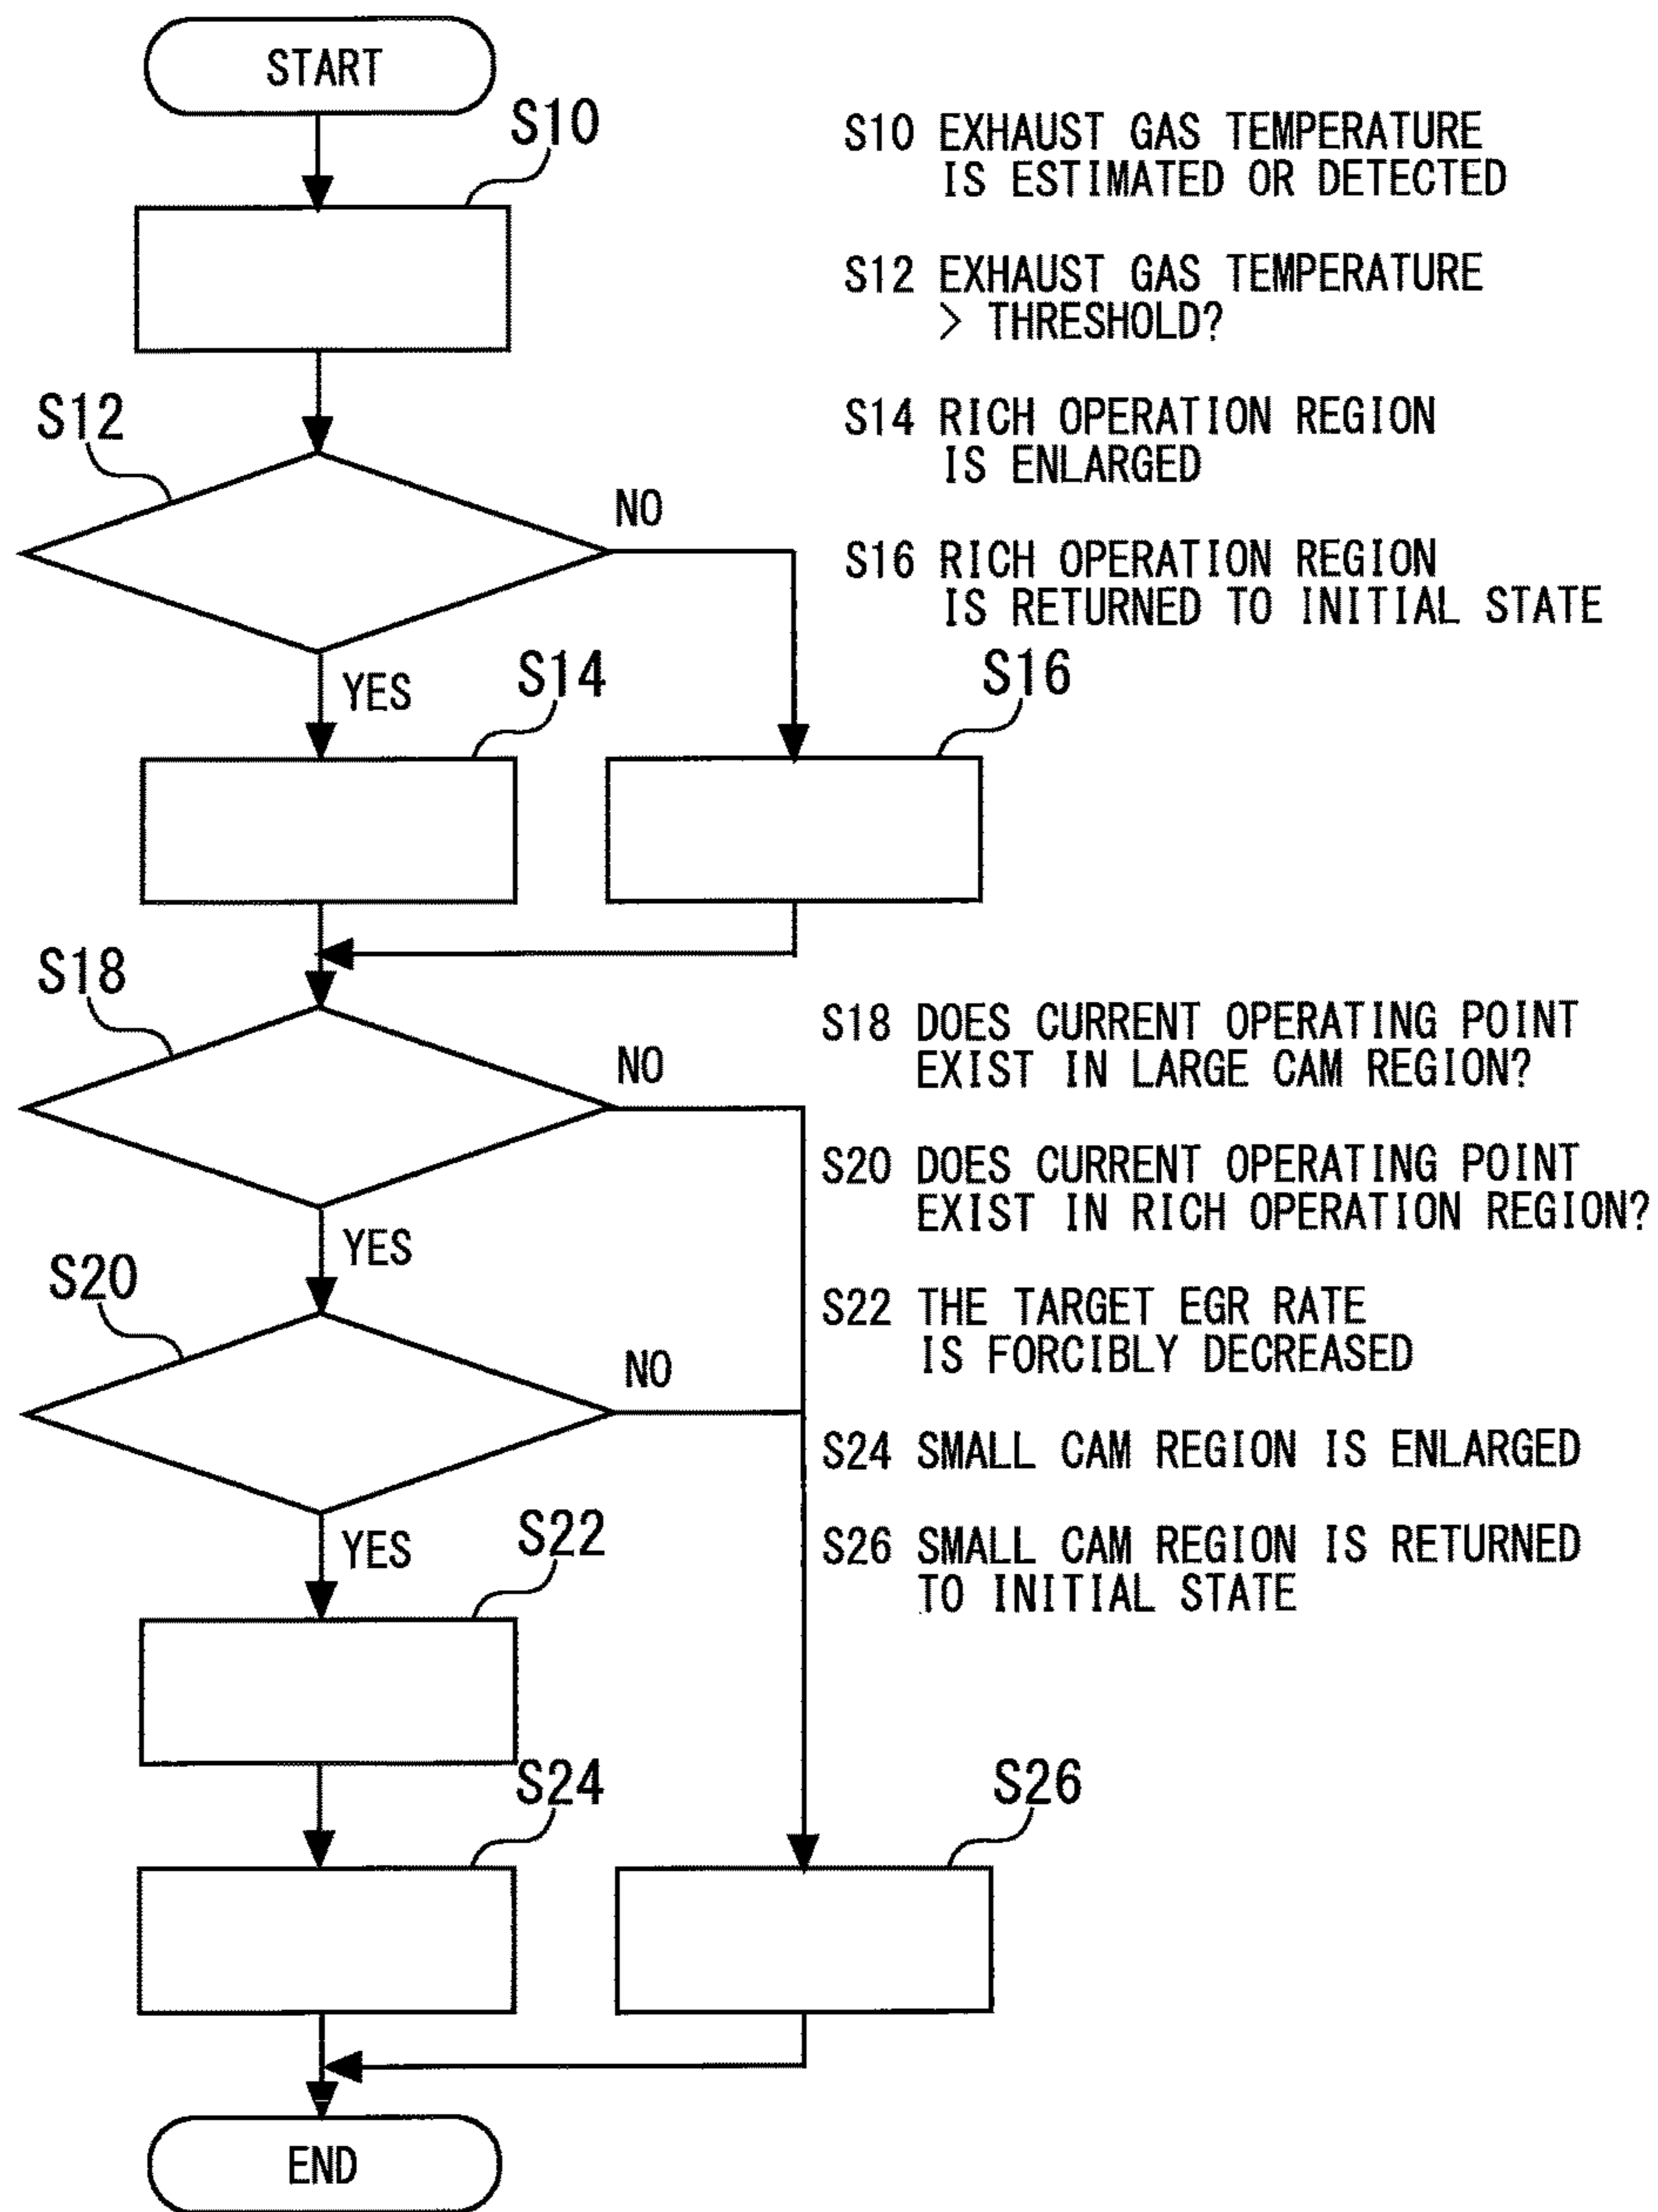 START
S10
S10 EXHAUST GAS TEMPERATURE
IS ESTIMATED OR DETECTED
S12 EXHAUST GAS TEMPERATURE
> THRESHOLD?
S12
NO
S14 RICH OPERATION REGION
IS ENLARGED
S16 RICH OPERATION REGION
IS RETURNED TO INITIAL STATE
YES
S14
S16
S18
NO
S18 DOES CURRENT OPERATING POINT
EXIST IN LARGE CAM REGION?
S20 DOES CURRENT OPERATING POINT
EXIST IN RICH OPERATION REGION?
YES
S20
NO
S22 THE TARGET EGR RATE
IS FORCIBLY DECREASED
S24 SMALL CAM REGION IS ENLARGED
S26 SMALL CAM REGION IS RETURNED
TO INITIAL STATE
YES
S22
S24
S26
END